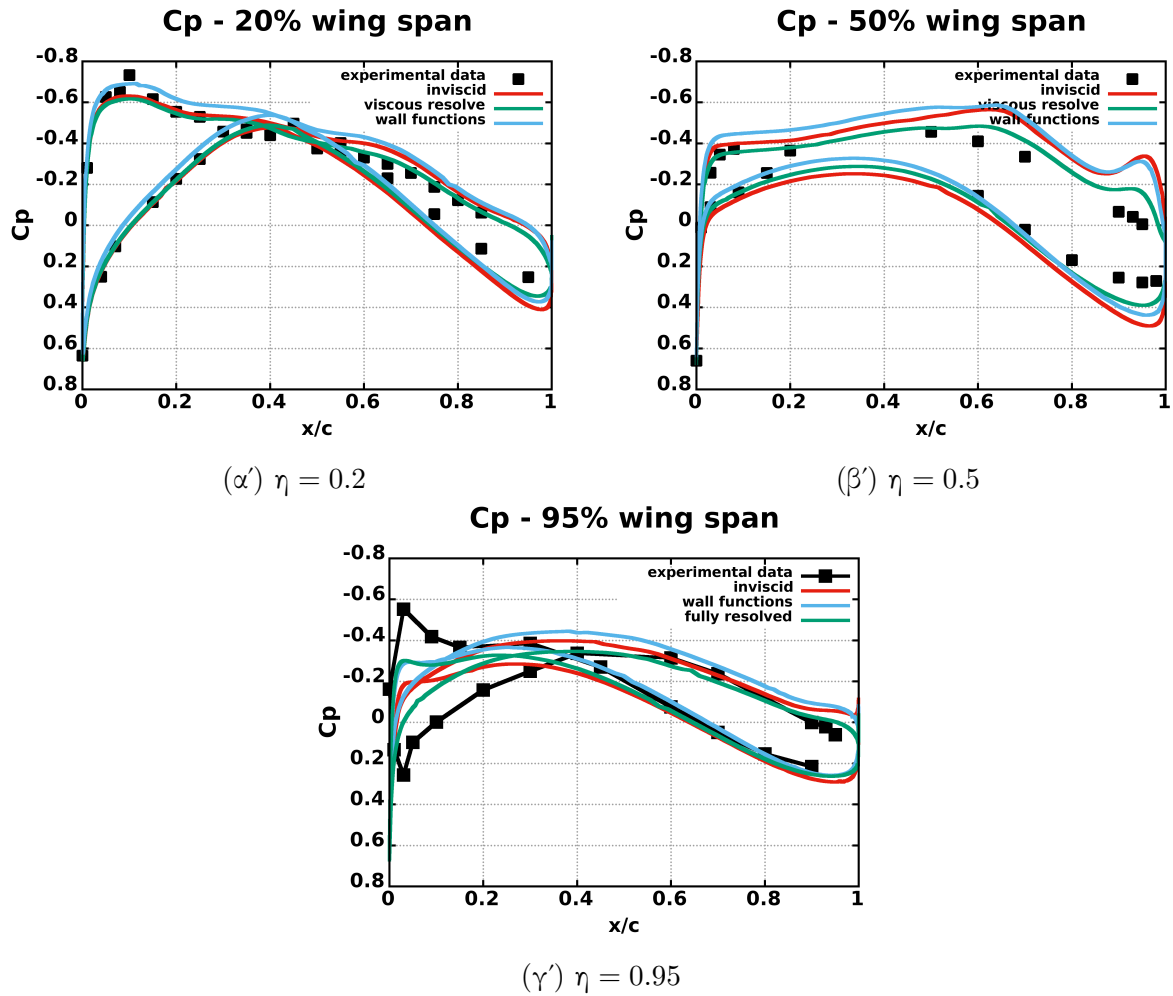 Cp - 20% wing span
-0.8
-0.6
-0.4
-0.2
0
0.2
0.4
0.6
0.8
Cp
experimental data
inviscid
viscous resolve
wall functions
0 0.2 0.4 0.6 0.8 1
x/c
(α′) η = 0.2
Cp - 50% wing span
-0.8
-0.6
-0.4
-0.2
0
0.2
0.4
0.6
0.8
Cp
experimental data
inviscid
viscous resolve
wall functions
0 0.2 0.4 0.6 0.8 1
x/c
(β′) η = 0.5
Cp - 95% wing span
-0.8
-0.6
-0.4
-0.2
0
0.2
0.4
0.6
0.8
Cp
experimental data
inviscid
wall functions
fully resolved
0 0.2 0.4 0.6 0.8 1
x/c
(γ′) η = 0.95